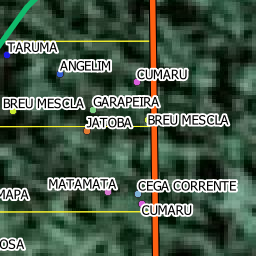 TARUMA
ANGELIM
CUMARU
BREU MESCLA
GARAPEIRA
JATOBA
BREU MESCLA
MATAMATA
CEGA CORRENTE
MAPA
CUMARU
OSA